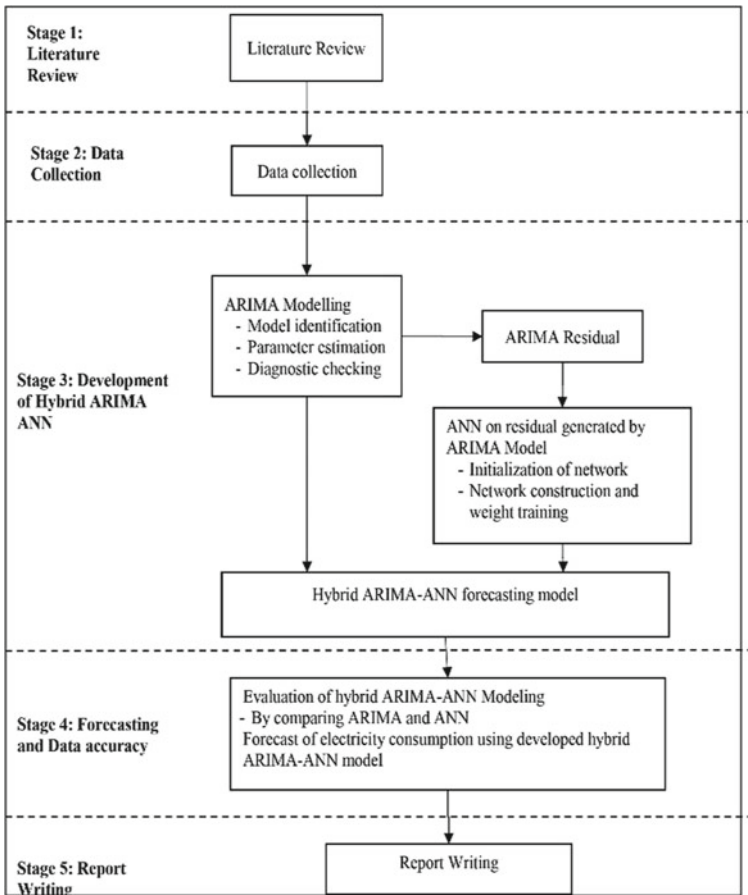 Stage 1:
Literature
Review
Literature Review
Stage 2: Data
Collection
Data collection
Stage 3: Development
of Hybrid ARIMA
ANN
ARIMA Modelling
- Model identification
- Parameter estimation
- Diagnostic checking
ARIMA Residual
ANN on residual generated by
ARIMA Model
- Initialization of network
- Network construction and
weight training
Hybrid ARIMA-ANN forecasting model
Stage 4: Forecasting
and Data accuracy
Evaluation of hybrid ARIMA-ANN Modeling
- By comparing ARIMA and ANN
Forecast of electricity consumption using developed hybrid
ARIMA-ANN model
Stage 5: Report
Writing
Report Writing